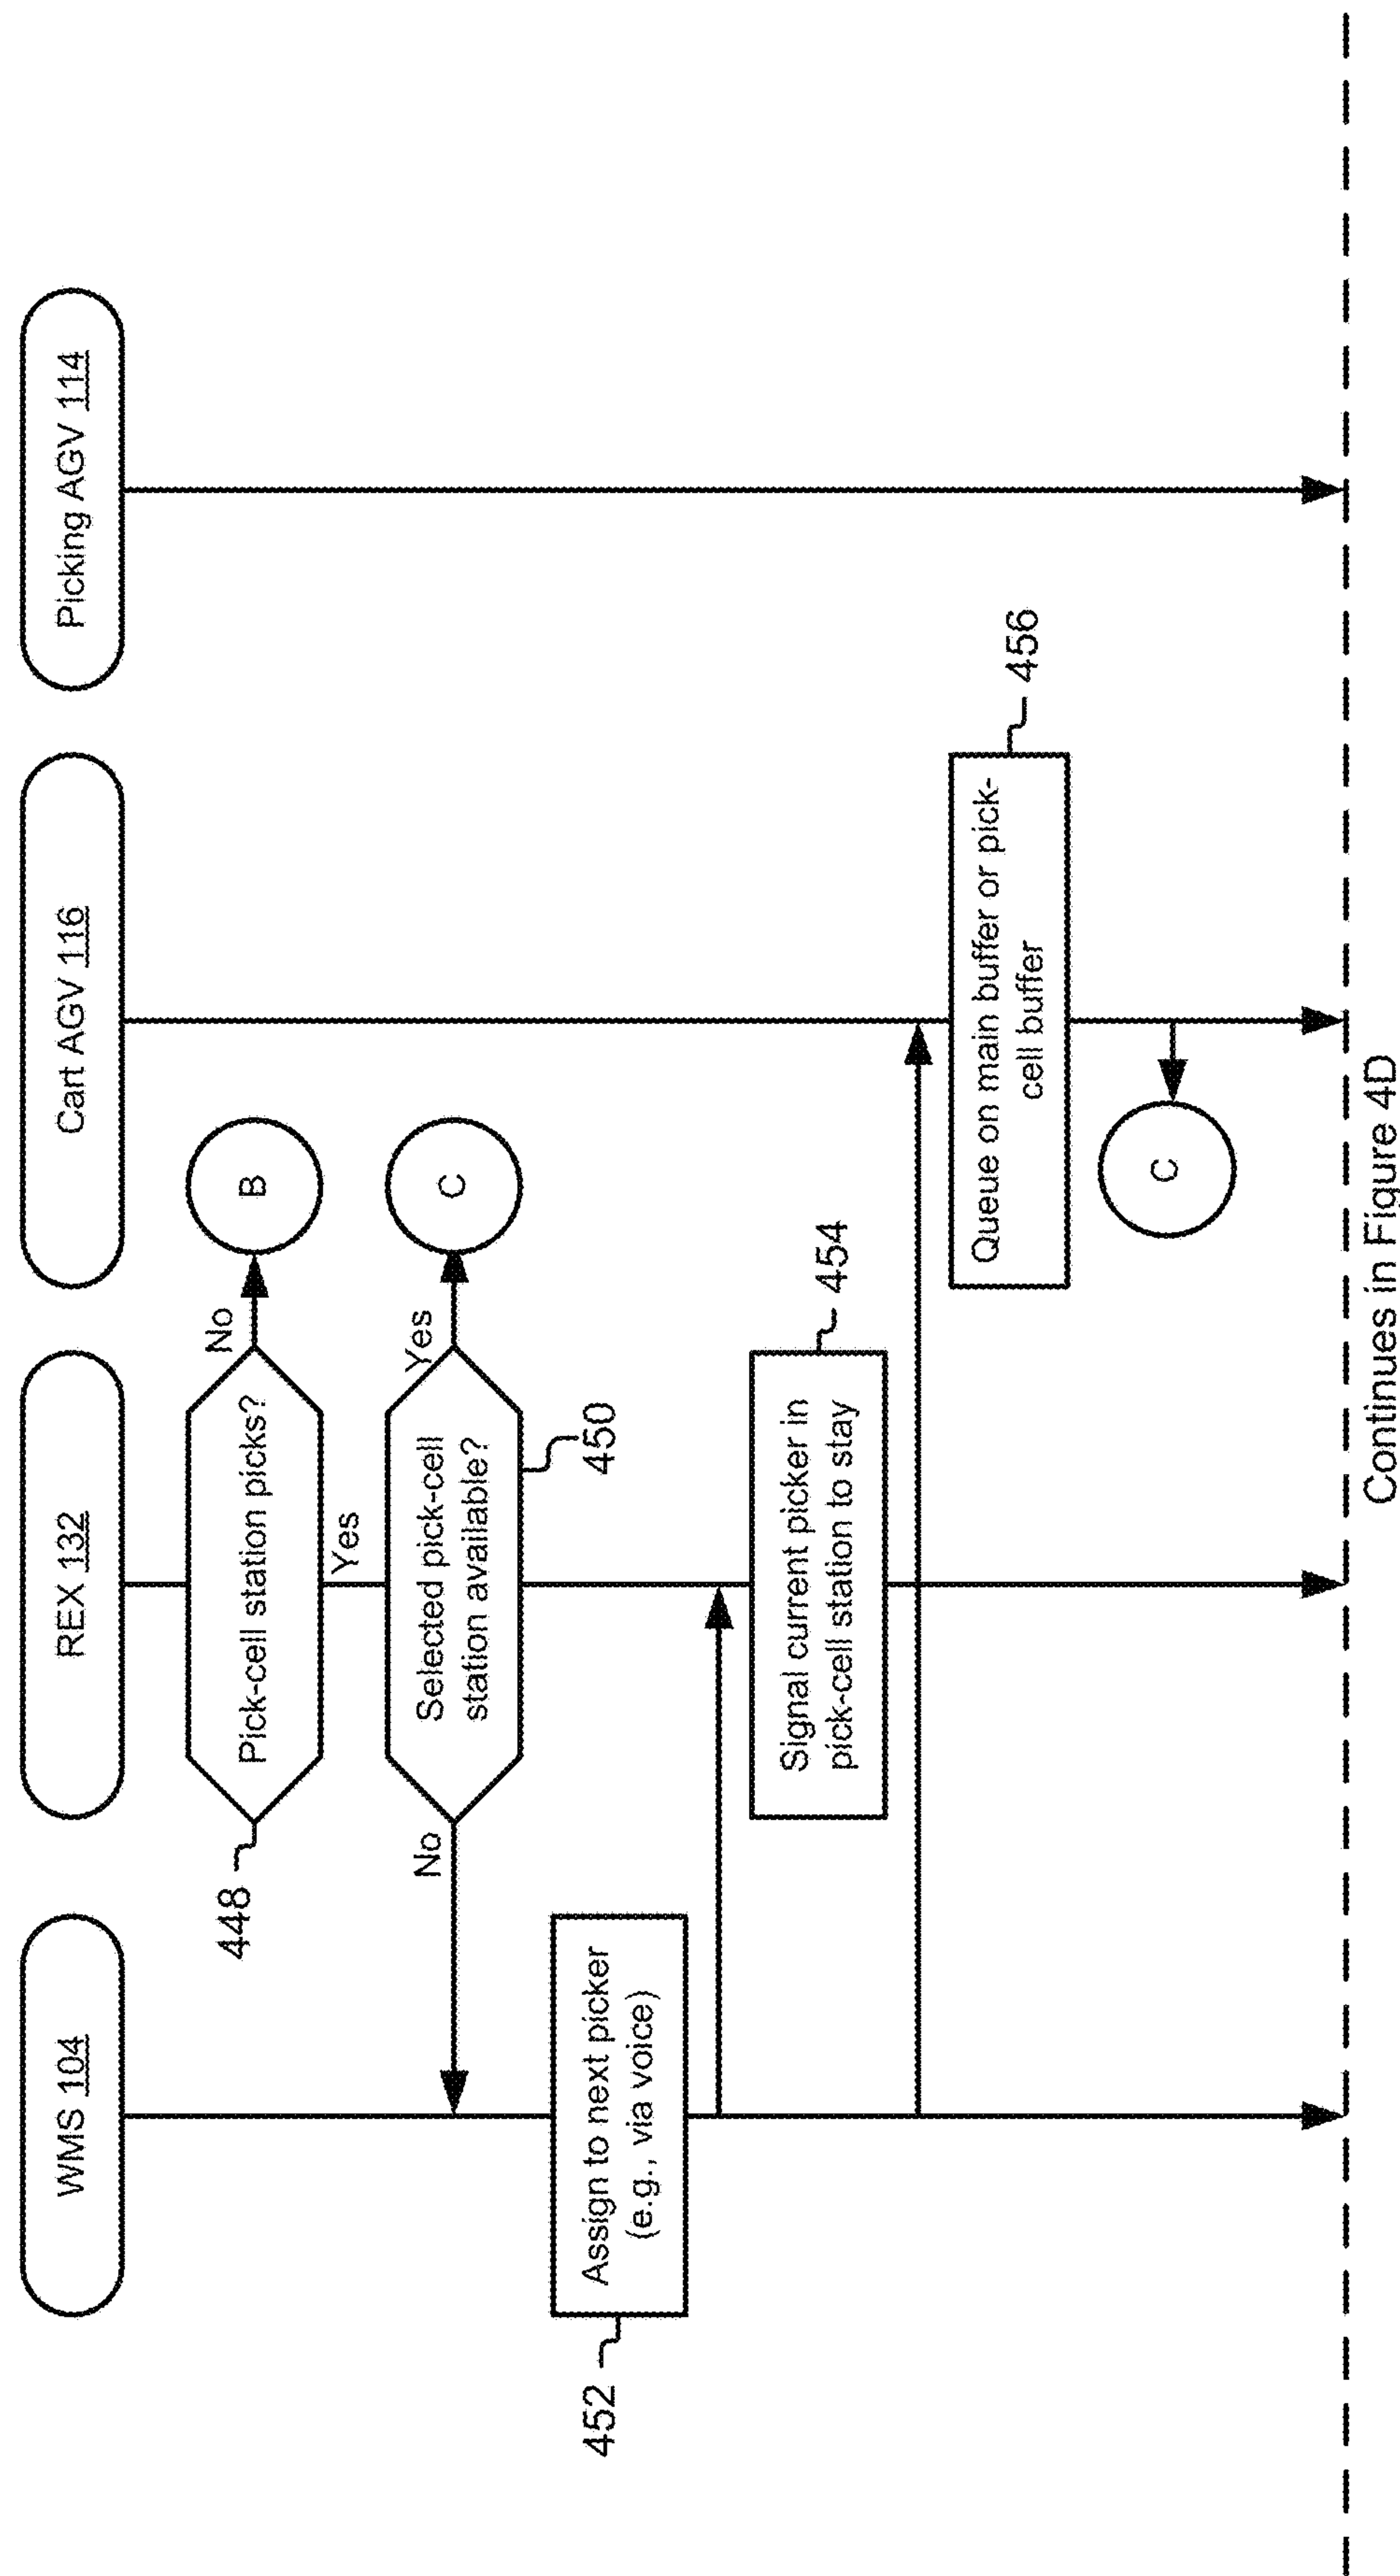 WMS 104
REX 132
Cart AGV 116
Picking AGV 114
448
Pick-cell station picks?
No
B
Yes
No
Selected pick-cell
station available?
Yes
C
450
452
Assign to next picker
(e.g., via voice)
Signal current picker in
pick-cell station to stay
454
Queue on main buffer or pick-
cell buffer
456
C
Continues in Figure 4D